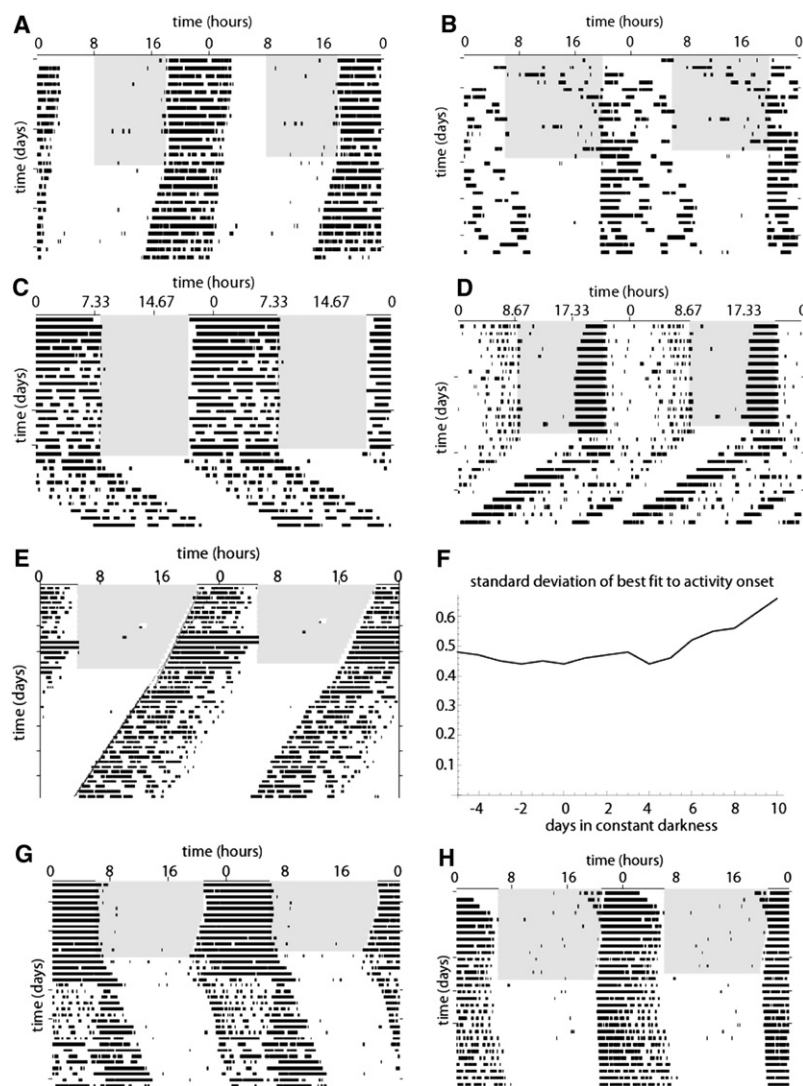 A
time (hours)
0 8 16 0 8 16 0
time (days)
B
time (hours)
0 8 16 0 8 16 0
time (days)
C
time (hours)
0 7.33 14.67 0 7.33 14.67 0
time (days)
D
time (hours)
0 8.67 17.33 0 8.67 17.33 0
time (days)
E
time (hours)
0 8 16 0 8 16 0
time (days)
F
standard deviation of best fit to activity onset
0.6
0.5
0.4
0.3
0.2
0.1
-4 -2 0 2 4 6 8 10
days in constant darkness
G
time (hours)
0 8 16 0 8 16 0
time (days)
H
time (hours)
0 8 16 0 8 16 0
time (days)